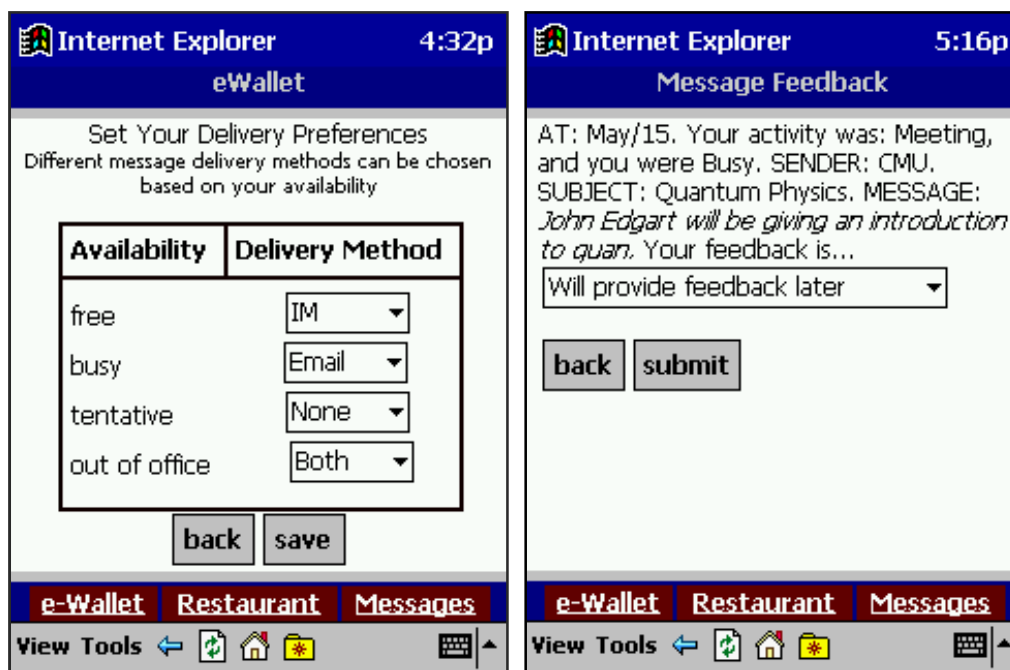 Internet Explorer 4:32p
eWallet
Set Your Delivery Preferences
Different message delivery methods can be chosen
based on your availability
Availability Delivery Method
free IM
busy Email
tentative None
out of office Both
back save
e-Wallet Restaurant Messages
View Tools
Internet Explorer 5:16p
Message Feedback
AT: May/15. Your activity was: Meeting,
and you were Busy. SENDER: CMU.
SUBJECT: Quantum Physics. MESSAGE:
John Edgart will be giving an introduction
to quan. Your feedback is...
Will provide feedback later
back submit
e-Wallet Restaurant Messages
View Tools